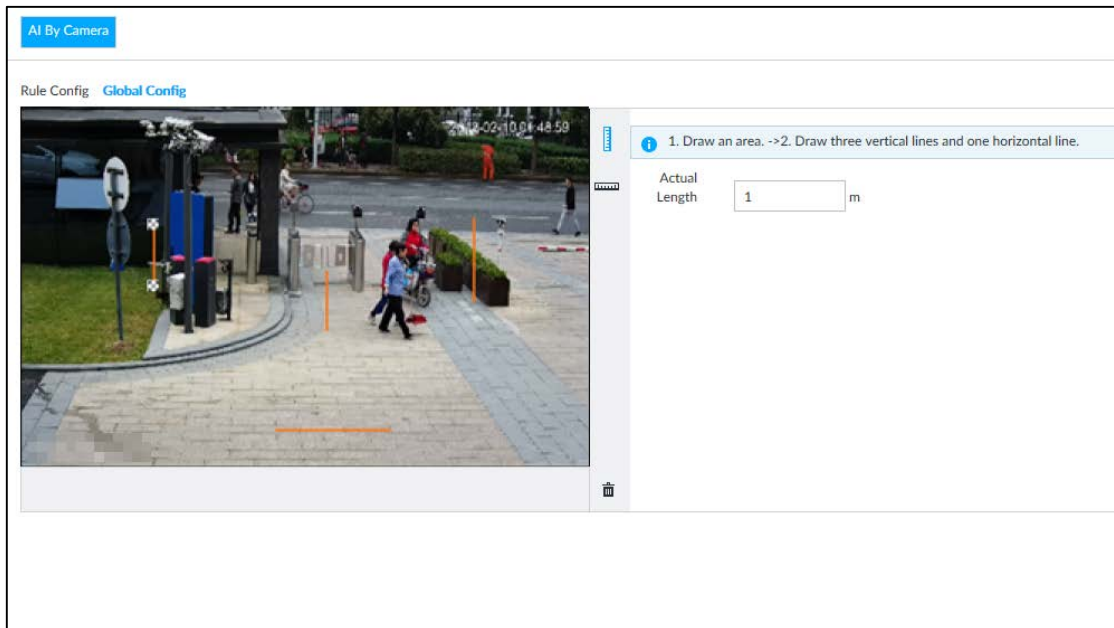 AI By Camera
Rule Config Global Config
1. Draw an area. ->2. Draw three vertical lines and one horizontal line.
Actual
Length
1
m